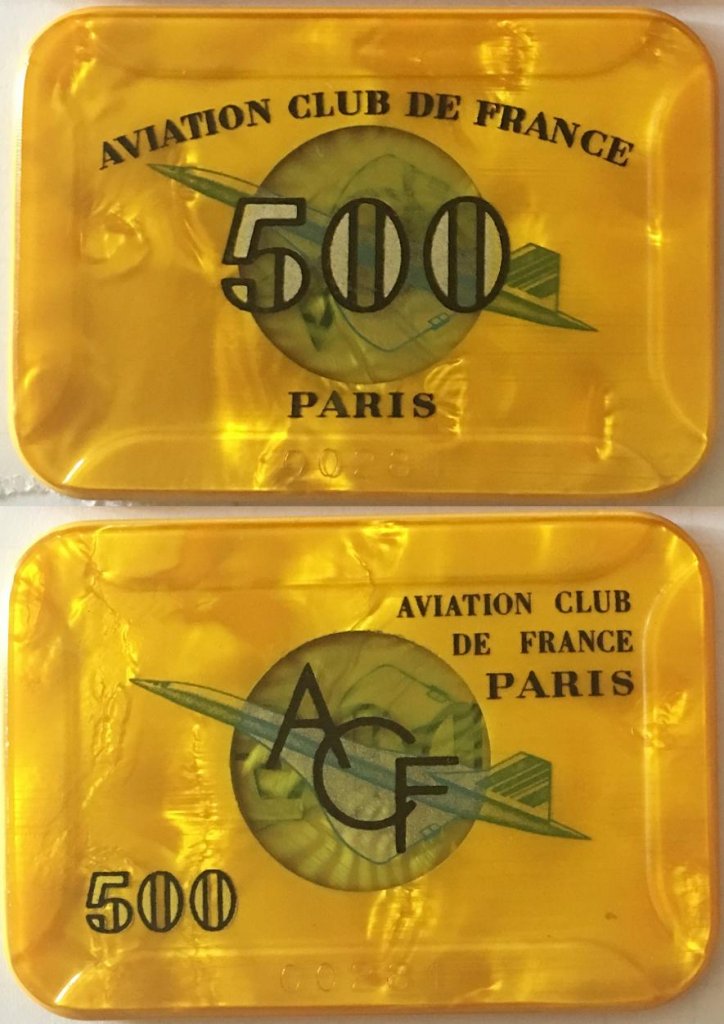 AVIATION CLUB DE FRANCE
500
PARIS
AVIATION CLUB
DE FRANCE
PARIS
ACF
500